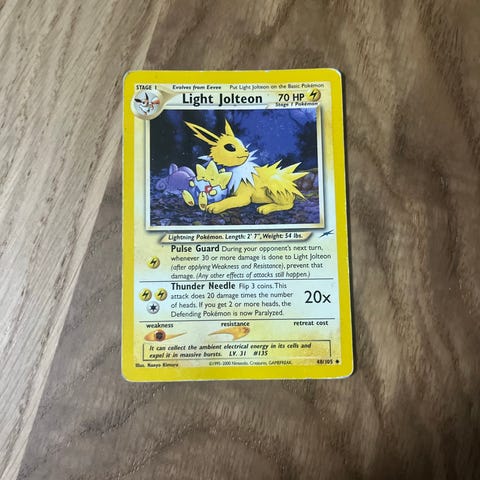 STAGE 1 Evolves from Eevee Put Light Jolteon on the Basic Pokémon
Light Jolteon 70 HP
Stage 1 Pokémon
Lightning Pokémon. Length: 2' 7", Weight: 54 lbs.
Pulse Guard During your opponent's next turn,
whenever 30 or more damage is done to Light Jolteon
(after applying Weakness and Resistance), prevent that
damage. (Any other effects of attacks still happen.)
Thunder Needle Flip 3 coins. This
attack does 20 damage times the number
of heads. If you get 2 or more heads, the
Defending Pokémon is now Paralyzed.
20x
weakness resistance retreat cost
It can collect the ambient electrical energy in its cells and
expel it in massive bursts. LV. 31 #135
Illus. Naoyo Kimura ©1995-2000 Nintendo, Creatures, GAMEFREAK. 48/105